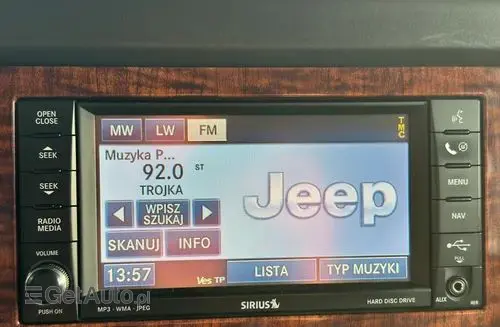 OPEN
CLOSE
SEEK
SEEK
RADIO
MEDIA
VOLUME
PUSH ON
MW
LW
FM
TMC
Muzyka P...
92.0 ST
TROJKA
WPISZ
SZUKAJ
SKANUJ
INFO
Jeep
13:57
Yes TP
LISTA
TYP MUZYKI
MENU
NAV
PULL
AUX
MP3 - WMA - JPEG
SIRIUS
HARD DISC DRIVE
GetAuto.pl